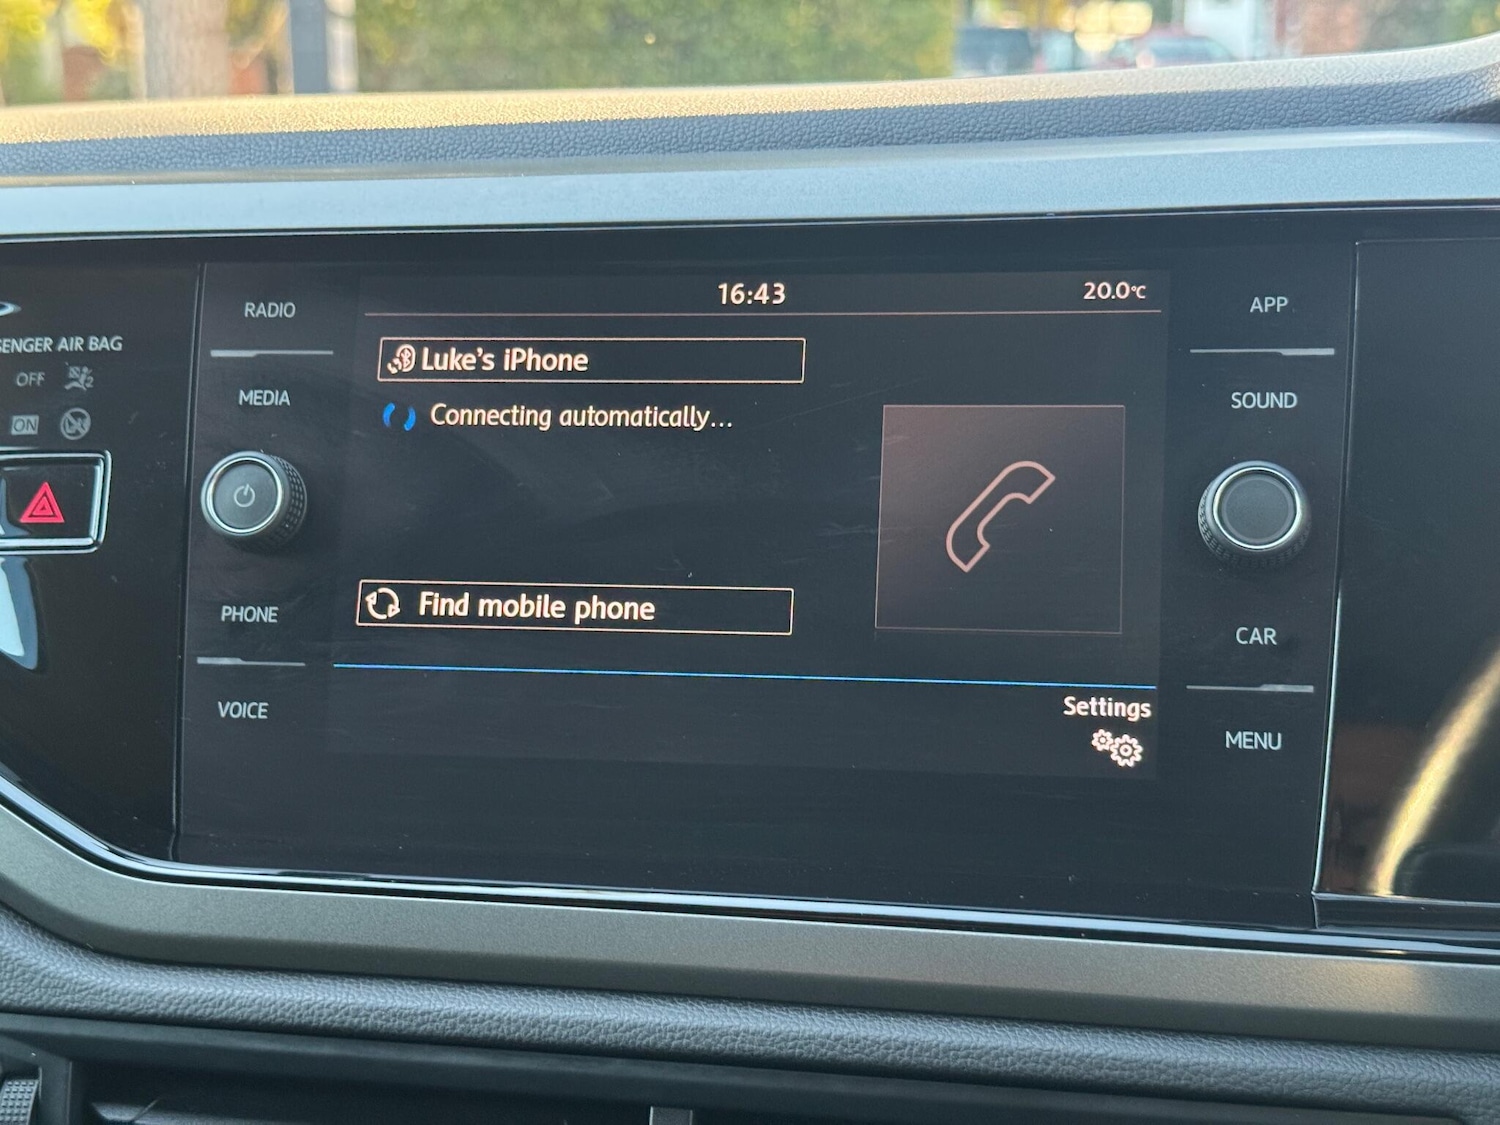 16:43
20.0°C
RADIO
MEDIA
PHONE
VOICE
AIR BAG
OFF
2
ON
Luke's iPhone
Connecting automatically...
Find mobile phone
Settings
APP
SOUND
CAR
MENU